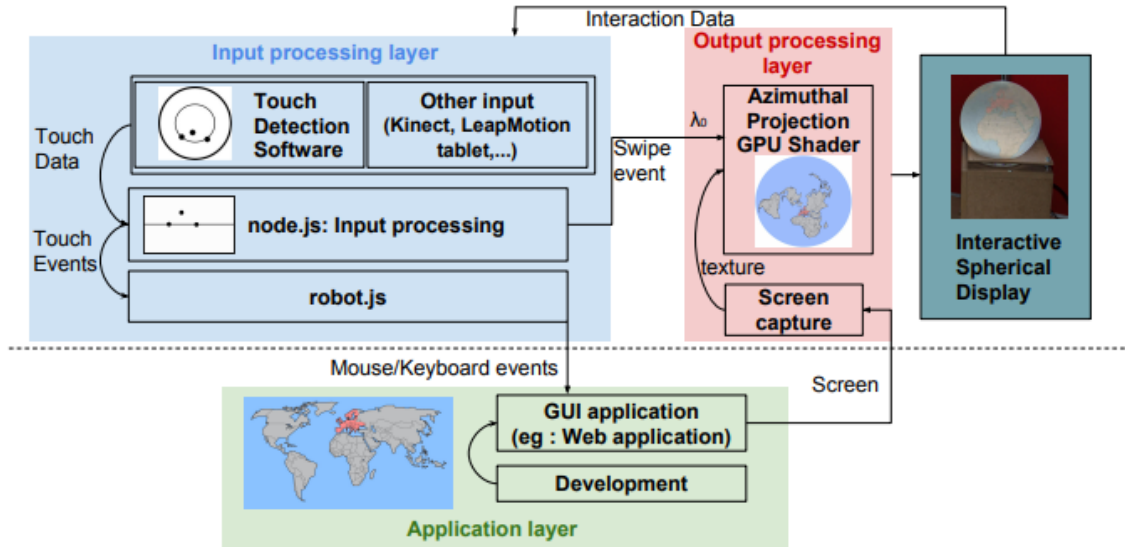 Interaction Data
Input processing layer
Touch
Detection
Software
Other input
(Kinect, LeapMotion
tablet,...)
Touch
Data
node.js: Input processing
Touch
Events
robot.js
Swipe
event
λ₀
Output processing
layer
Azimuthal
Projection
GPU Shader
texture
Screen
capture
Interactive
Spherical
Display
Mouse/Keyboard events
Screen
GUI application
(eg : Web application)
Development
Application layer